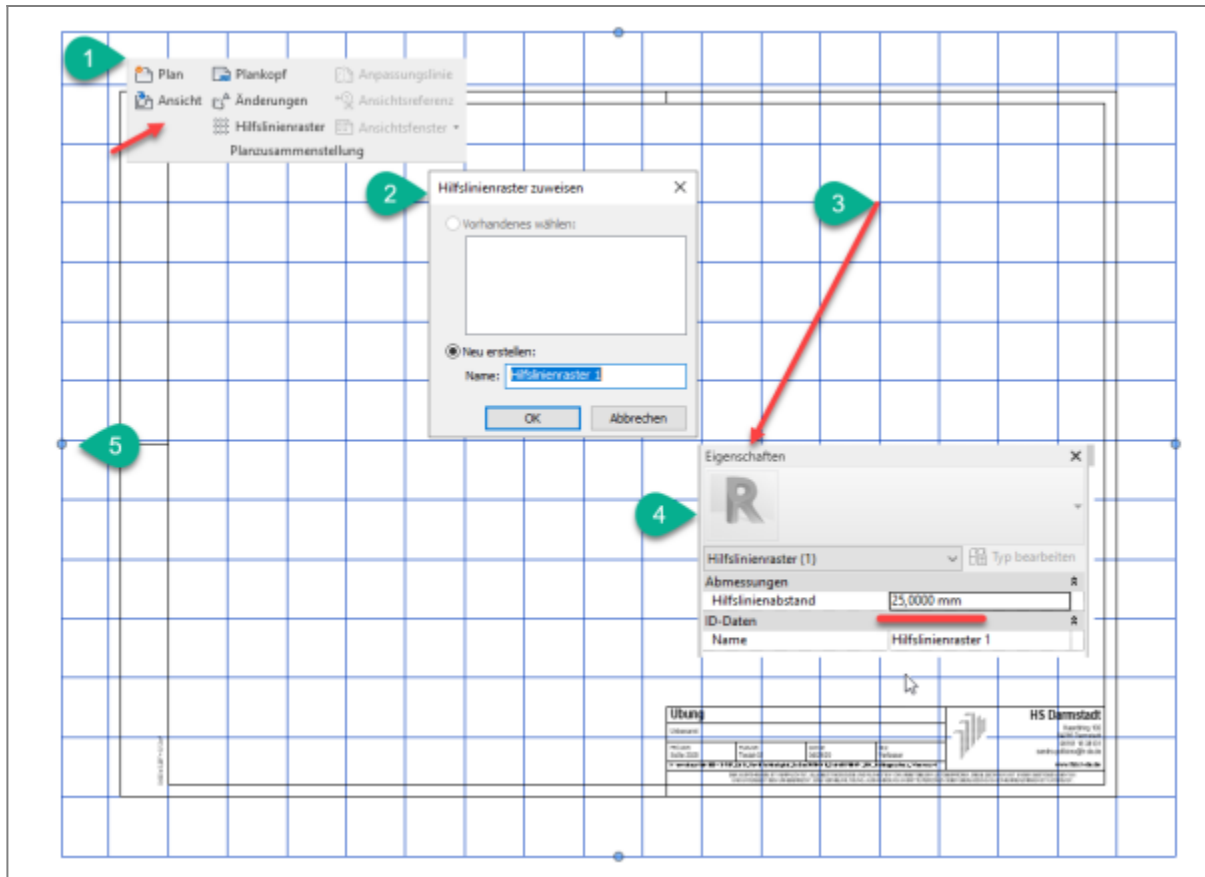 1
Plan Plankopf Anpassungslinie
Ansicht Änderungen Ansichtsreferenz
Hilfslinienraster Ansichtsfenster
Planzusammenstellung
2
Hilfslinienraster zuweisen
Vorhandenes wählen:
Neu erstellen:
Name: Hilfslinienraster 1
OK Abbrechen
3
5
Eigenschaften
R
4
Hilfslinienraster (1) Typ bearbeiten
Abmessungen
Hilfslinienabstand 25,0000 mm
ID-Daten
Name Hilfslinienraster 1
Übung
HS Darmstadt